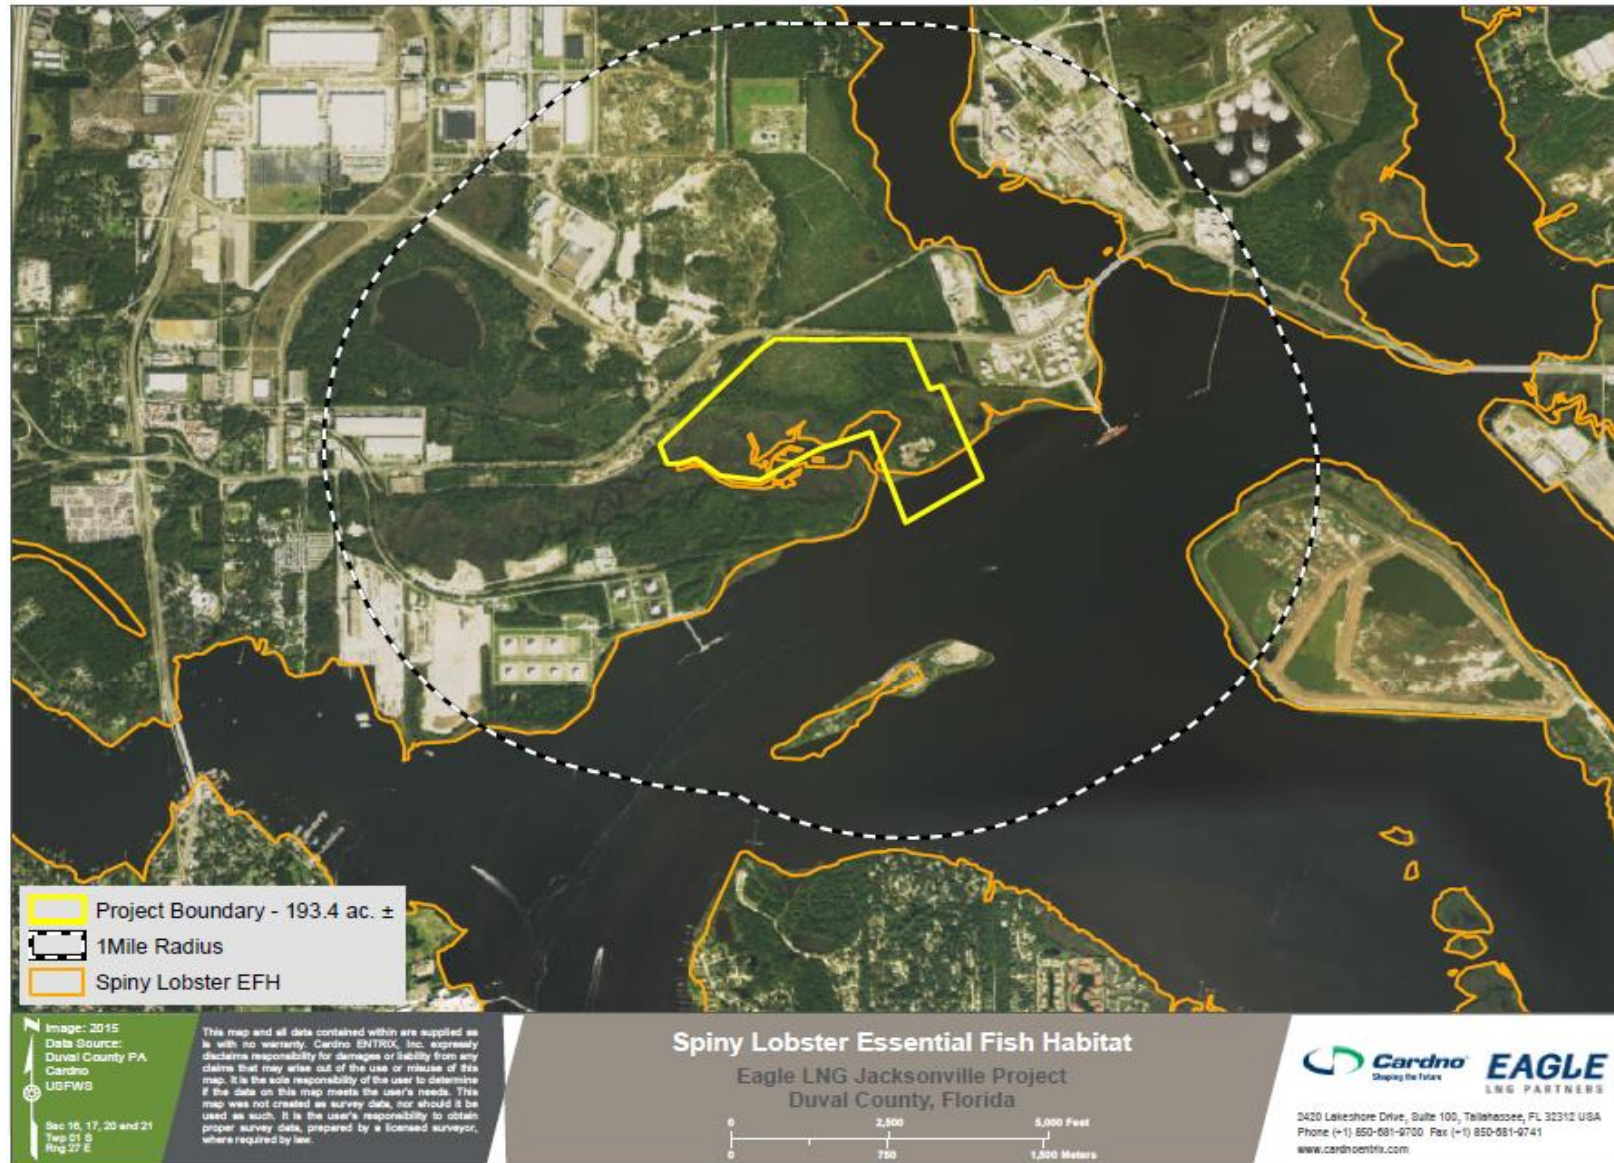 Project Boundary - 193.4 ac. ±
1Mile Radius
Spiny Lobster EFH
N
Image: 2015
Data Source:
Duval County PA
Cardno
USFWS
Sec 16, 17, 20 and 21
Twp 01 S
Rng 27 E
This map and all data contained within are supplied as
is with no warranty. Cardno ENTRIX, Inc. expressly
disclaims responsibility for damages or liability from any
claims that may arise out of the use or misuse of this
map. It is the sole responsibility of the user to determine
if the data on this map meets the user's needs. This
map was not created as survey data, nor should it be
used as such. It is the user's responsibility to obtain
proper survey data, prepared by a licensed surveyor,
where required by law.
Spiny Lobster Essential Fish Habitat
Eagle LNG Jacksonville Project
Duval County, Florida
0 2,500 5,000 Feet
0 750 1,500 Meters
Cardno
Shaping the Future
EAGLE
LNG PARTNERS
2420 Lakeshore Drive, Suite 100, Tallahassee, FL 32312 USA
Phone (+1) 850-681-9700 Fax (+1) 850-681-9741
www.cardnoentrix.com